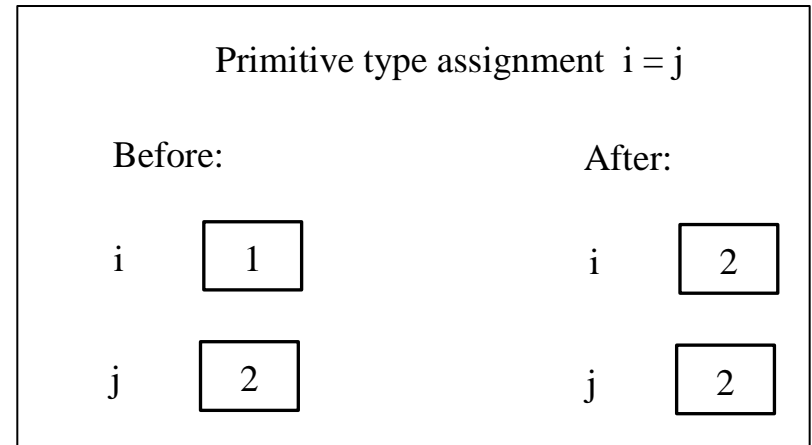 Primitive type assignment i = j
Before: After:
i 1 i 2
j 2 j 2